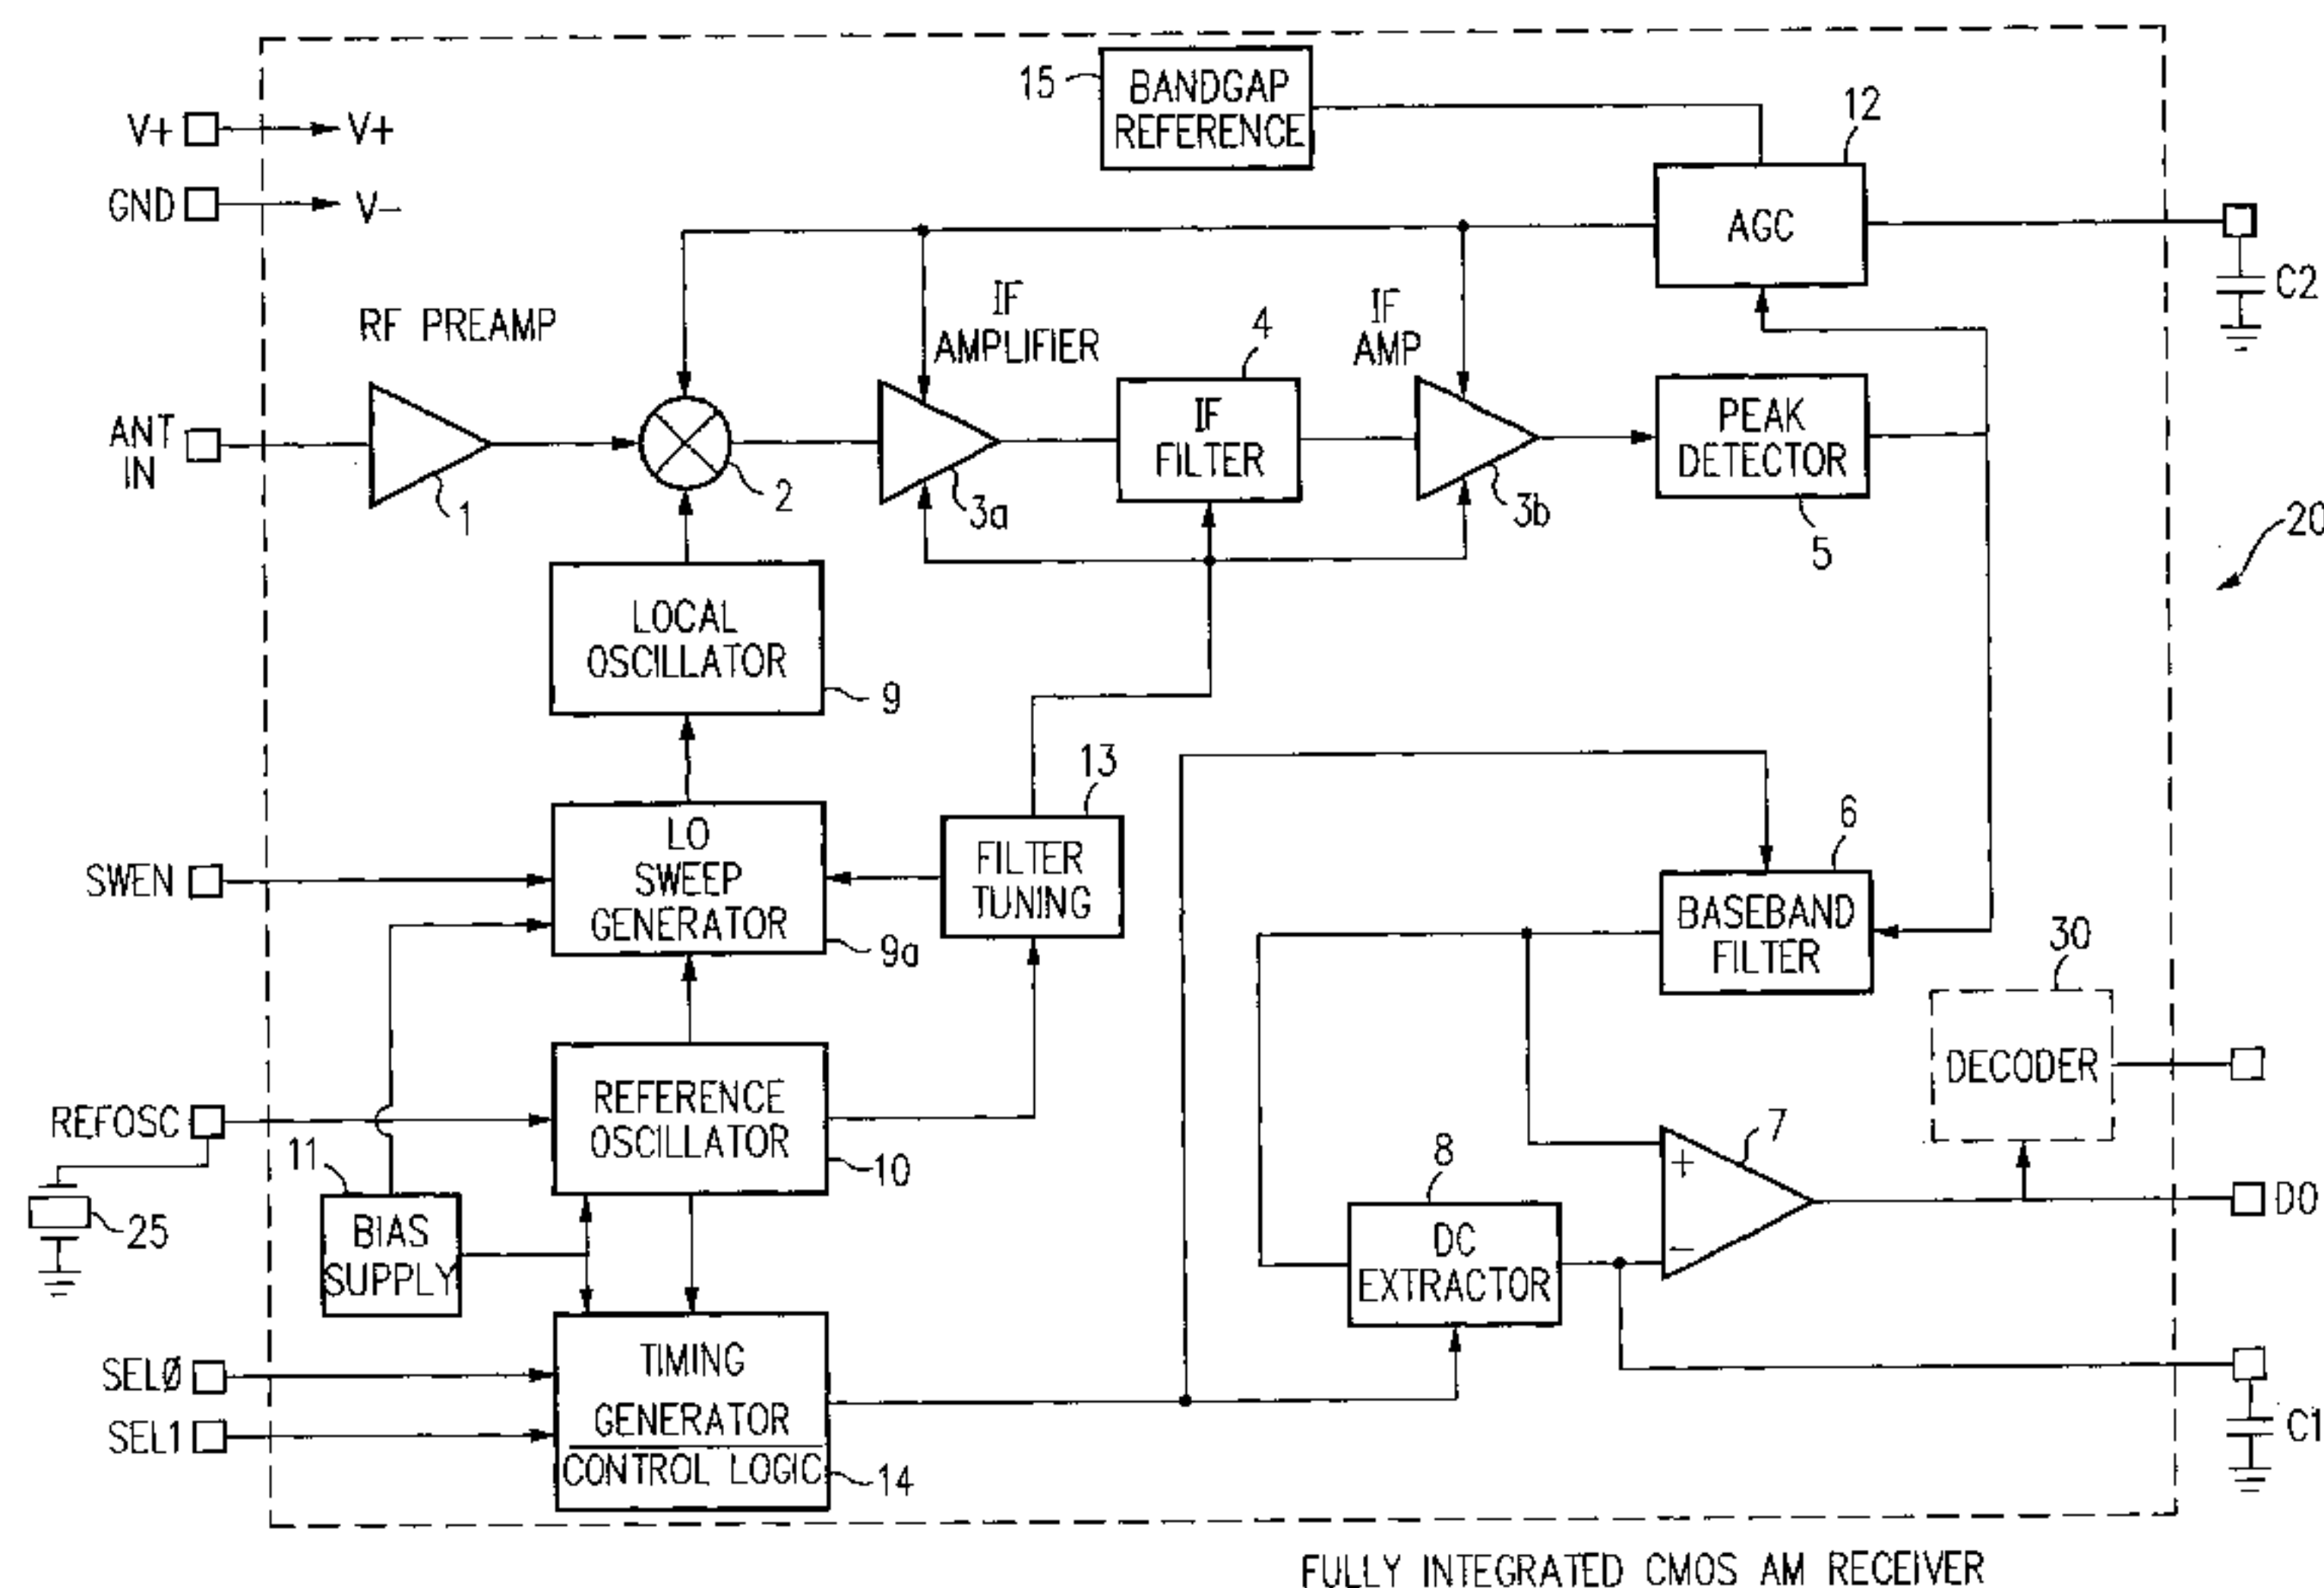 15
BANDGAP
REFERENCE
12
V+
V+
GND
V-
AGC
C2
RF PREAMP
IF
AMPLIFIER
4
IF
AMP
ANT
IN
IF
FILTER
PEAK
DETECTOR
1
2
3a
3b
5
20
LOCAL
OSCILLATOR
9
13
6
SWEN
LO
SWEEP
GENERATOR
9a
FILTER
TUNING
BASEBAND
FILTER
30
DECODER
REFOSC
REFERENCE
OSCILLATOR
10
11
BIAS
SUPPLY
25
8
7
+
−
DC
EXTRACTOR
DO
SELØ
SEL1
TIMING
GENERATOR
CONTROL LOGIC
14
C1
FULLY INTEGRATED CMOS AM RECEIVER